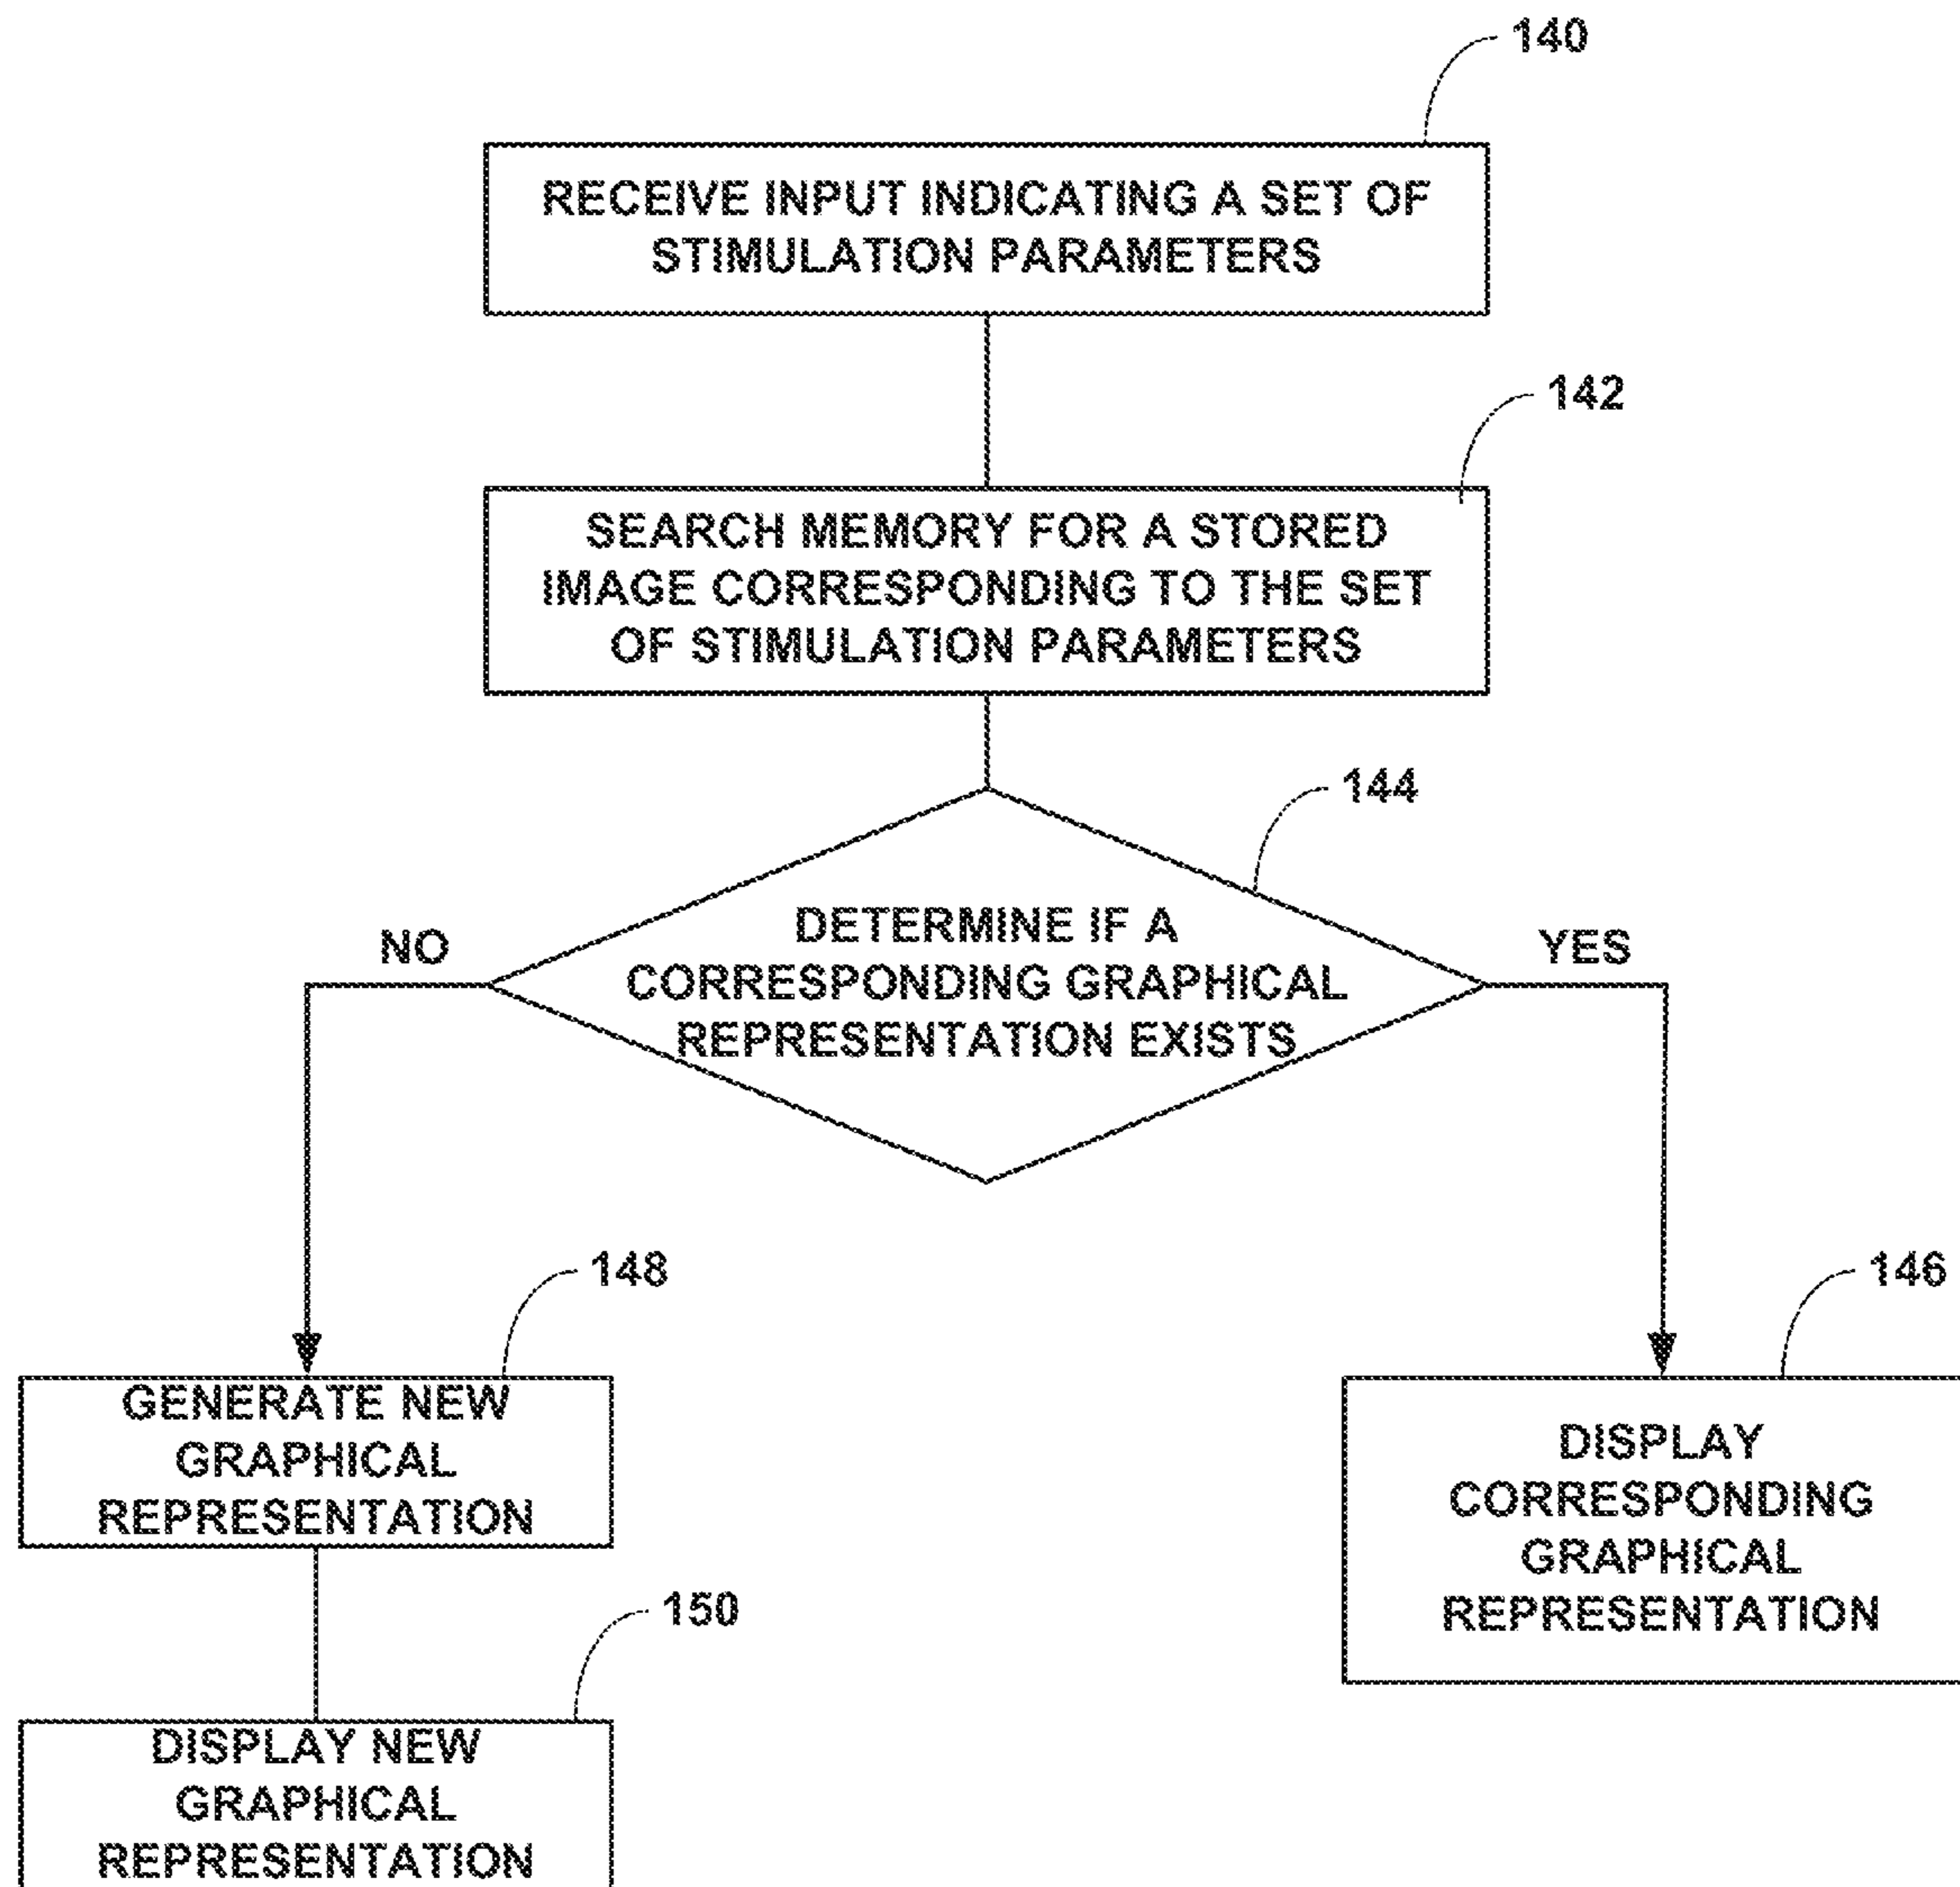 140
RECEIVE INPUT INDICATING A SET OF
STIMULATION PARAMETERS
142
SEARCH MEMORY FOR A STORED
IMAGE CORRESPONDING TO THE SET
OF STIMULATION PARAMETERS
144
DETERMINE IF A
CORRESPONDING GRAPHICAL
REPRESENTATION EXISTS
NO
YES
148
GENERATE NEW
GRAPHICAL
REPRESENTATION
146
DISPLAY
CORRESPONDING
GRAPHICAL
REPRESENTATION
150
DISPLAY NEW
GRAPHICAL
REPRESENTATION